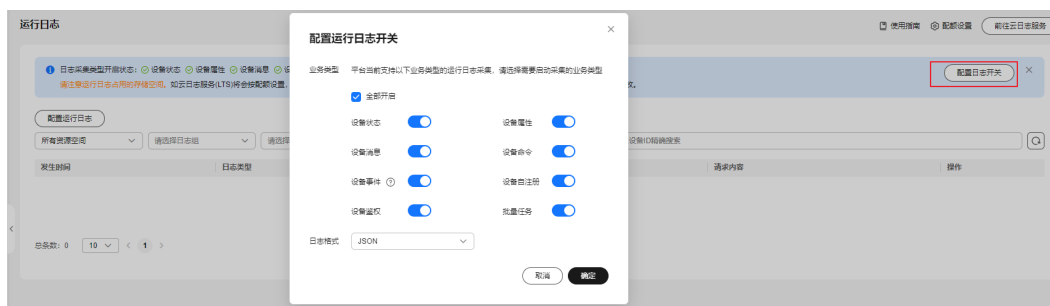 运行日志
使用指南 配额设置 前往云日志服务
日志采集类型开启状态: 设备状态 设备属性 设备消息
请注意运行日志占用的存储空间, 如云日志服务(LTS)将会按配额设置,
配置日志开关
配置运行日志
所有资源空间 请选择日志组 请选择
设备ID精确搜索
发生时间 日志类型 请求内容 操作
总条数: 0 10 < 1 >
配置运行日志开关
业务类型 平台当前支持以下业务类型的运行日志采集, 请选择需要启动采集的业务类型
全部开启
设备状态 设备属性
设备消息 设备命令
设备事件 设备自注册
设备鉴权 批量任务
日志格式 JSON
取消 确定